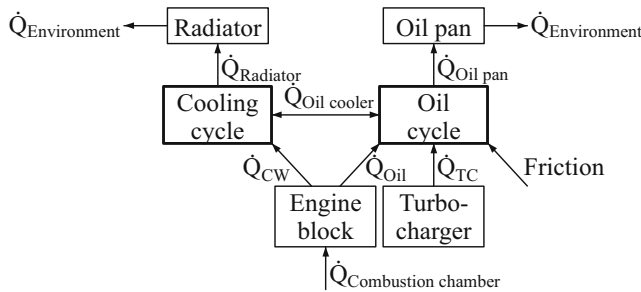 Q̇Environment
Radiator
Oil pan
Q̇Environment
Q̇Radiator
Q̇Oil pan
Cooling
cycle
Q̇Oil cooler
Oil
cycle
Q̇CW
Q̇Oil
Q̇TC
Friction
Engine
block
Turbo-
charger
Q̇Combustion chamber